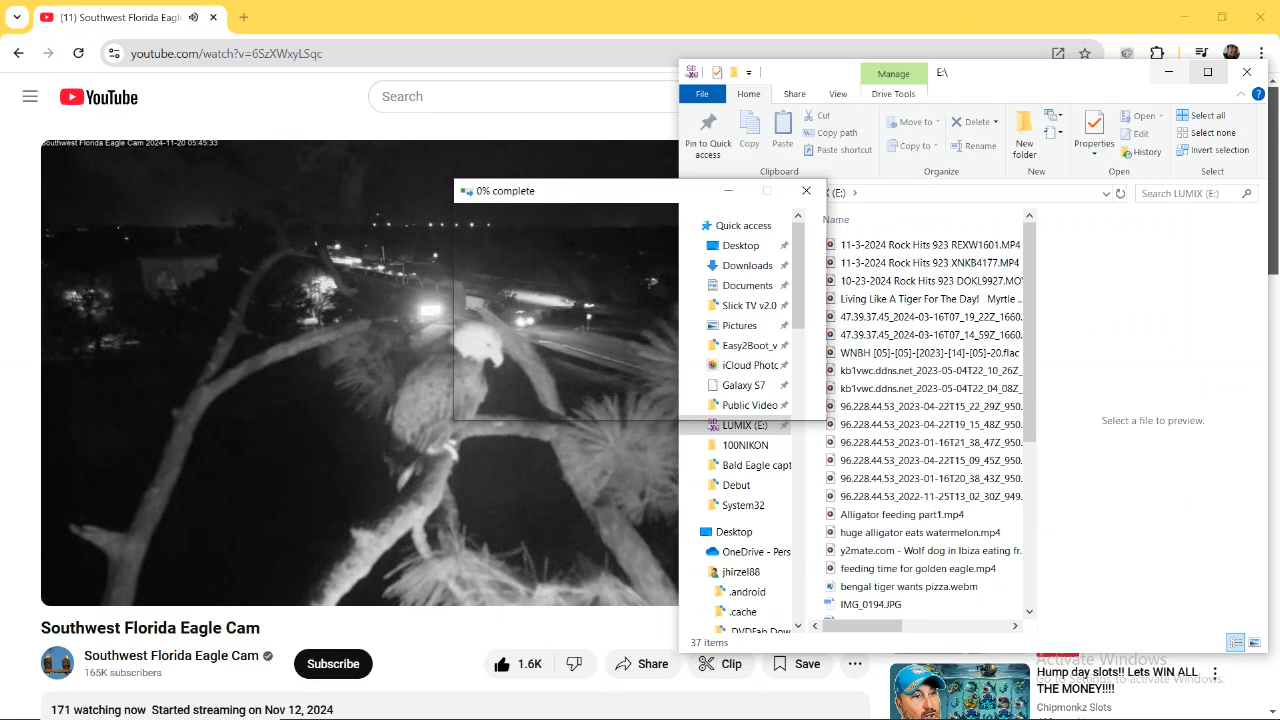 (11) Southwest Florida Eagl
youtube.com/watch?v=6SzXWxyLSqc
YouTube
Search
Southwest Florida Eagle Cam 2024-11-20 05:45:33
Southwest Florida Eagle Cam
Southwest Florida Eagle Cam
165K subscribers
Subscribe
1.6K
Share
Clip
Save
171 watching now Started streaming on Nov 12, 2024
0% complete
Manage
E:\
File
Home
Share
View
Drive Tools
Pin to Quick
access
Copy
Paste
Cut
Copy path
Paste shortcut
Clipboard
Move to
Copy to
Delete
Rename
Organize
New
folder
New
Properties
Open
Edit
History
Open
Select all
Select none
Invert selection
Select
X (E:)
Search LUMIX (E:)
Quick access
Desktop
Downloads
Documents
Slick TV v2.0
Pictures
Easy2Boot_v
iCloud Photc
Galaxy S7
Public Video
LUMIX (E:)
100NIKON
Bald Eagle capt
Debut
System32
Desktop
OneDrive - Pers
jhirzel88
.android
.cache
.DVDFab Dow
Name
11-3-2024 Rock Hits 923 REXW1601.MP4
11-3-2024 Rock Hits 923 XNKB4177.MP4
10-23-2024 Rock Hits 923 DOKL9927.MOV
Living Like A Tiger For The Day! Myrtle ...
47.39.37.45_2024-03-16T07_19_22Z_1660.
47.39.37.45_2024-03-16T07_14_59Z_1660.
WNBH [05]-[05]-[2023]-[14]-[05]-20.flac
kb1vwc.ddns.net_2023-05-04T22_10_26Z_
kb1vwc.ddns.net_2023-05-04T22_04_08Z_
96.228.44.53_2023-04-22T15_22_29Z_950.
96.228.44.53_2023-04-22T19_15_48Z_950.
96.228.44.53_2023-01-16T21_38_47Z_950.
96.228.44.53_2023-04-22T15_09_45Z_950.
96.228.44.53_2023-01-16T20_38_43Z_950.
96.228.44.53_2022-11-25T13_02_30Z_949.
Alligator feeding part1.mp4
huge alligator eats watermelon.mp4
y2mate.com - Wolf dog in Ibiza eating fr.
feeding time for golden eagle.mp4
bengal tiger wants pizza.webm
IMG_0194.JPG
Select a file to preview.
37 items
Activate Windows
Go to Settings to activate Windows.
Hump day slots!! Lets WIN ALL
THE MONEY!!!!
Chipmonkz Slots